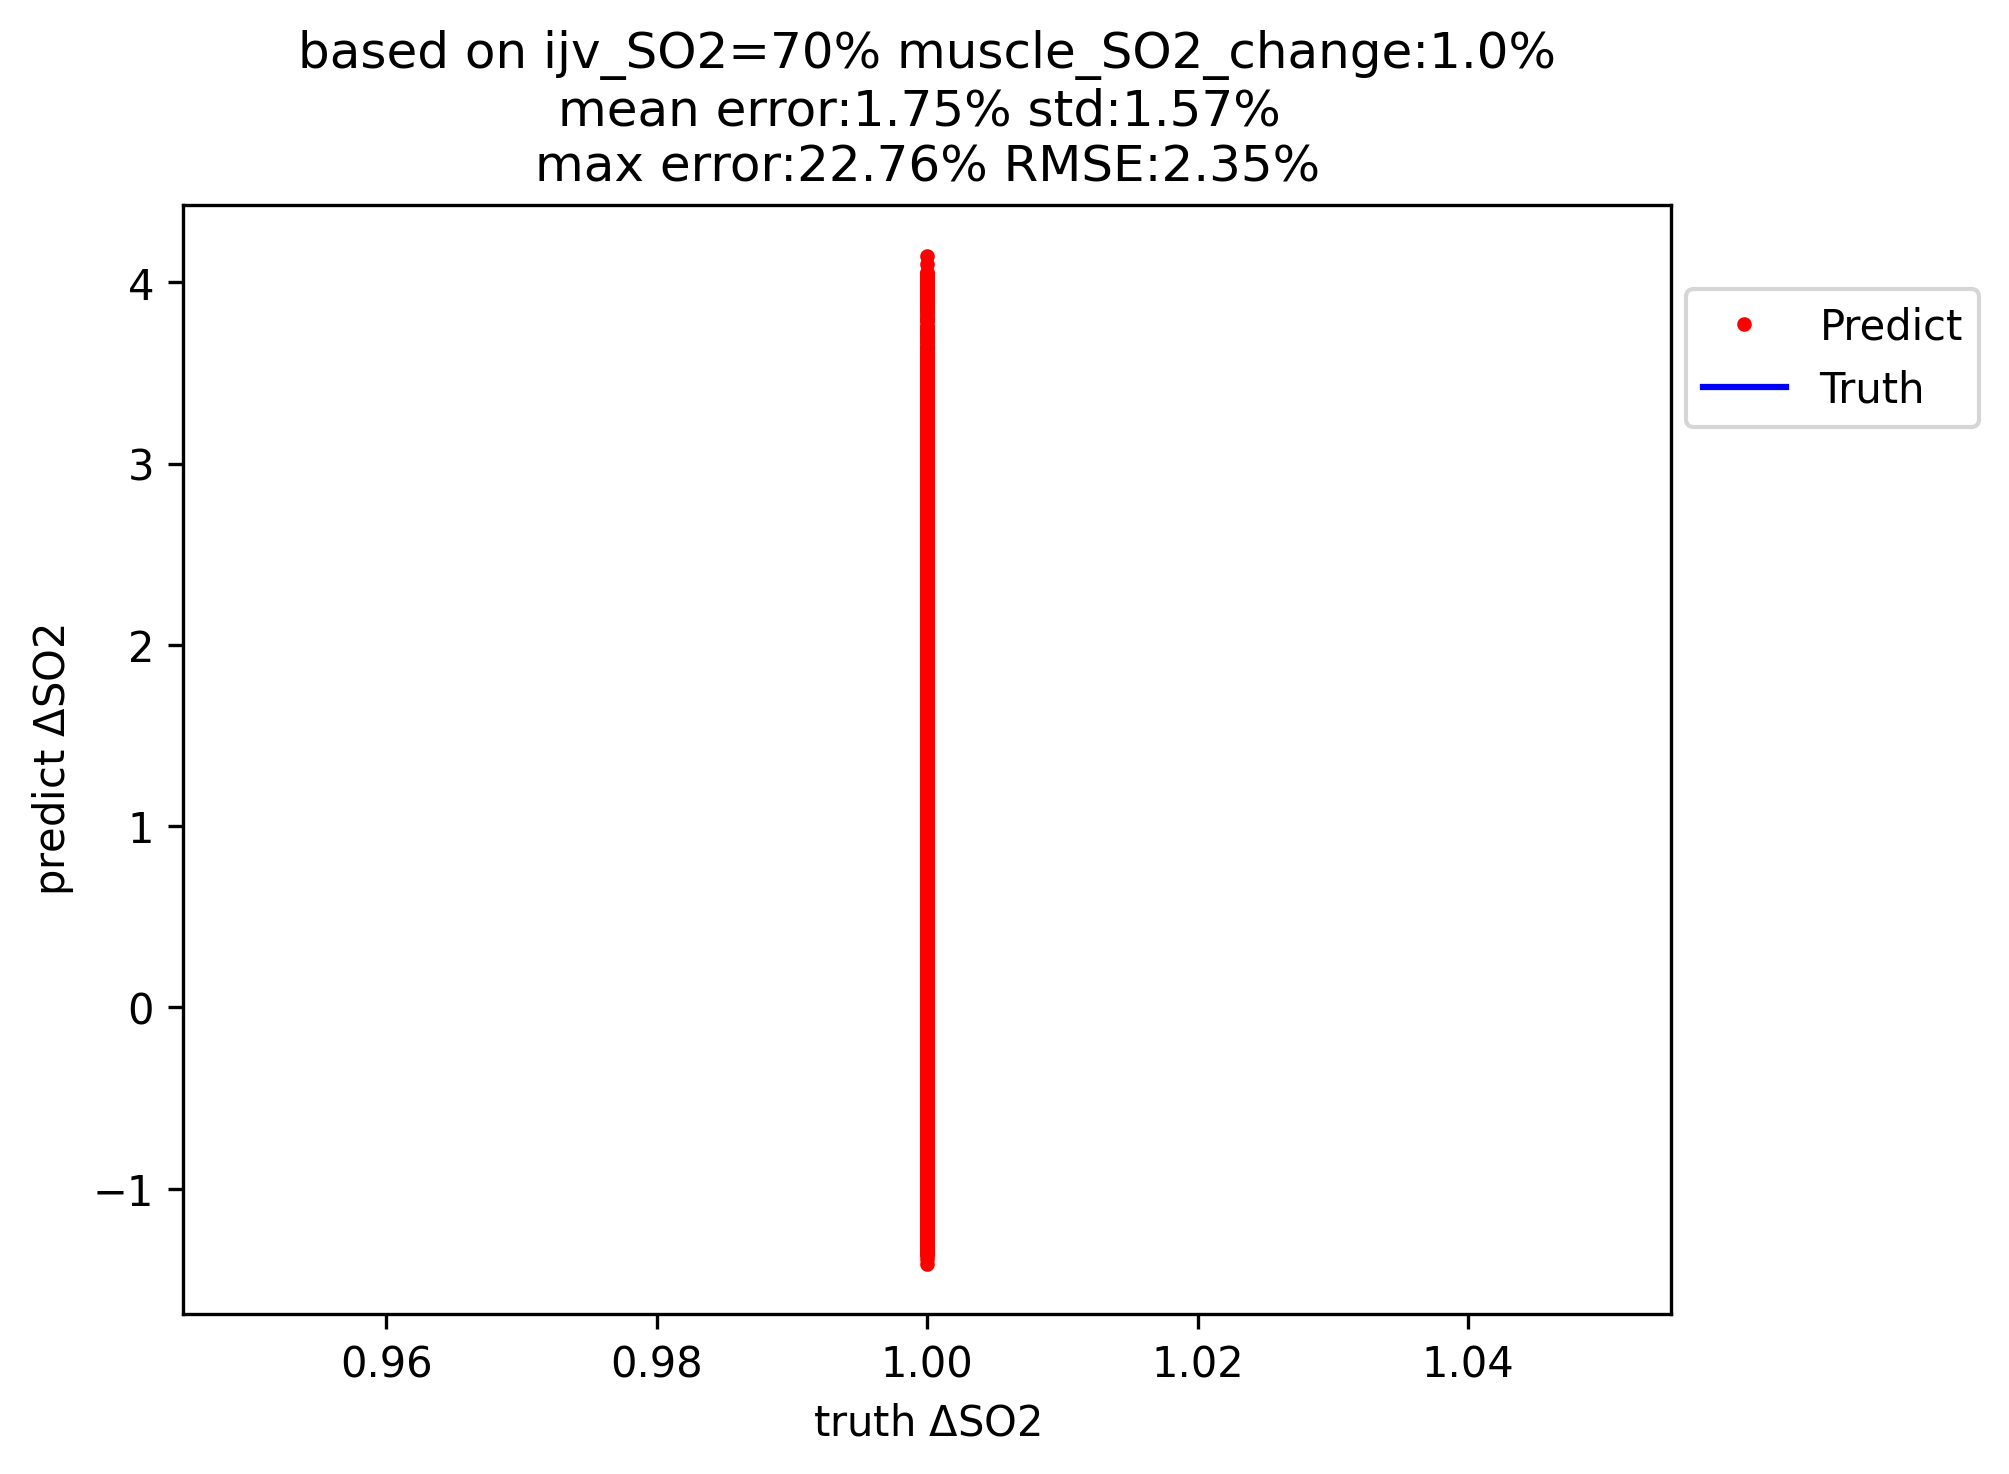 based on ijv_SO2=70% muscle_SO2_change:1.0%
mean error:1.75% std:1.57%
max error:22.76% RMSE:2.35%
4
3
2
1
0
−1
predict ΔSO2
0.96 0.98 1.00 1.02 1.04
truth ΔSO2
Predict
Truth